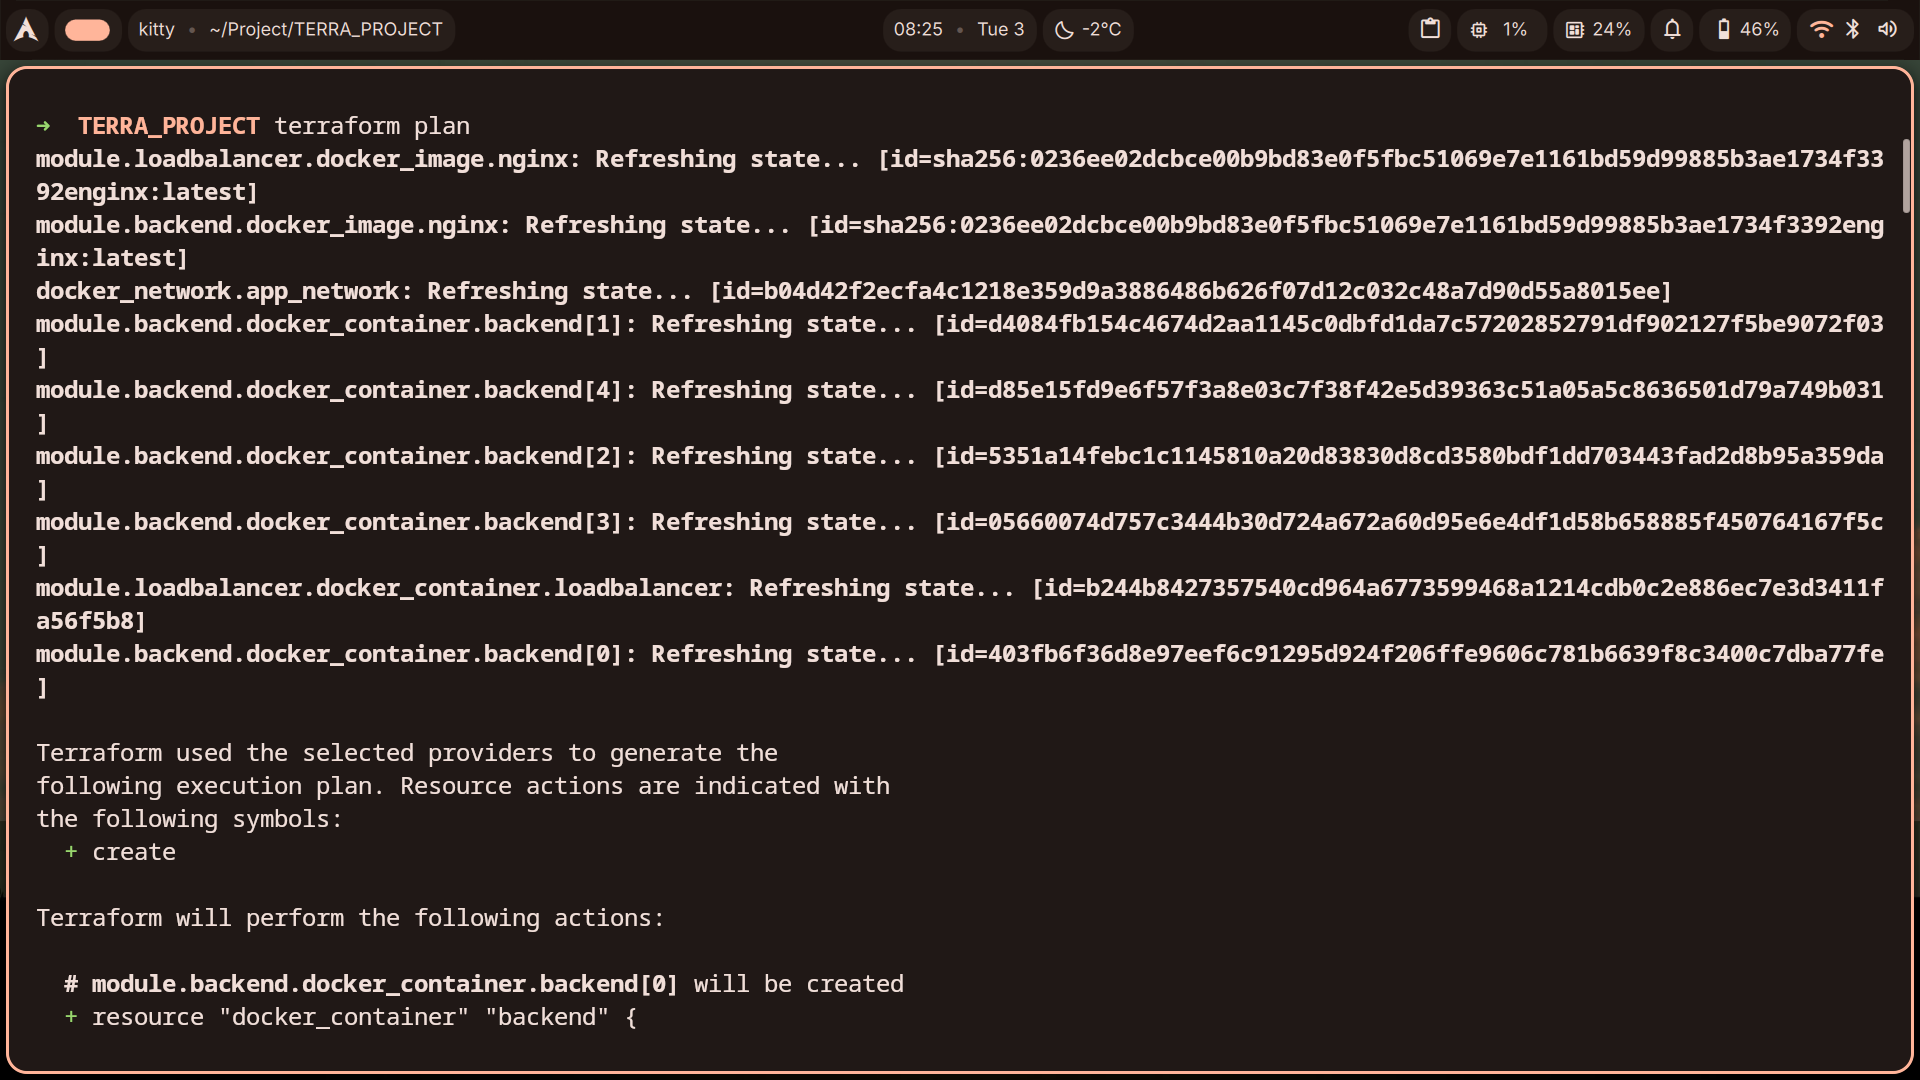 kitty • ~/Project/TERRA_PROJECT
08:25 • Tue 3
-2°C
1%
24%
46%
➜ TERRA_PROJECT terraform plan
module.loadbalancer.docker_image.nginx: Refreshing state... [id=sha256:0236ee02dcbce00b9bd83e0f5fbc51069e7e1161bd59d99885b3ae1734f33
92enginx:latest]
module.backend.docker_image.nginx: Refreshing state... [id=sha256:0236ee02dcbce00b9bd83e0f5fbc51069e7e1161bd59d99885b3ae1734f3392eng
inx:latest]
docker_network.app_network: Refreshing state... [id=b04d42f2ecfa4c1218e359d9a3886486b626f07d12c032c48a7d90d55a8015ee]
module.backend.docker_container.backend[1]: Refreshing state... [id=d4084fb154c4674d2aa1145c0dbfd1da7c57202852791df902127f5be9072f03
]
module.backend.docker_container.backend[4]: Refreshing state... [id=d85e15fd9e6f57f3a8e03c7f38f42e5d39363c51a05a5c8636501d79a749b031
]
module.backend.docker_container.backend[2]: Refreshing state... [id=5351a14febc1c1145810a20d83830d8cd3580bdf1dd703443fad2d8b95a359da
]
module.backend.docker_container.backend[3]: Refreshing state... [id=05660074d757c3444b30d724a672a60d95e6e4df1d58b658885f450764167f5c
]
module.loadbalancer.docker_container.loadbalancer: Refreshing state... [id=b244b8427357540cd964a6773599468a1214cdb0c2e886ec7e3d3411f
a56f5b8]
module.backend.docker_container.backend[0]: Refreshing state... [id=403fb6f36d8e97eef6c91295d924f206ffe9606c781b6639f8c3400c7dba77fe
]
Terraform used the selected providers to generate the
following execution plan. Resource actions are indicated with
the following symbols:
+ create
Terraform will perform the following actions:
# module.backend.docker_container.backend[0] will be created
+ resource "docker_container" "backend" {